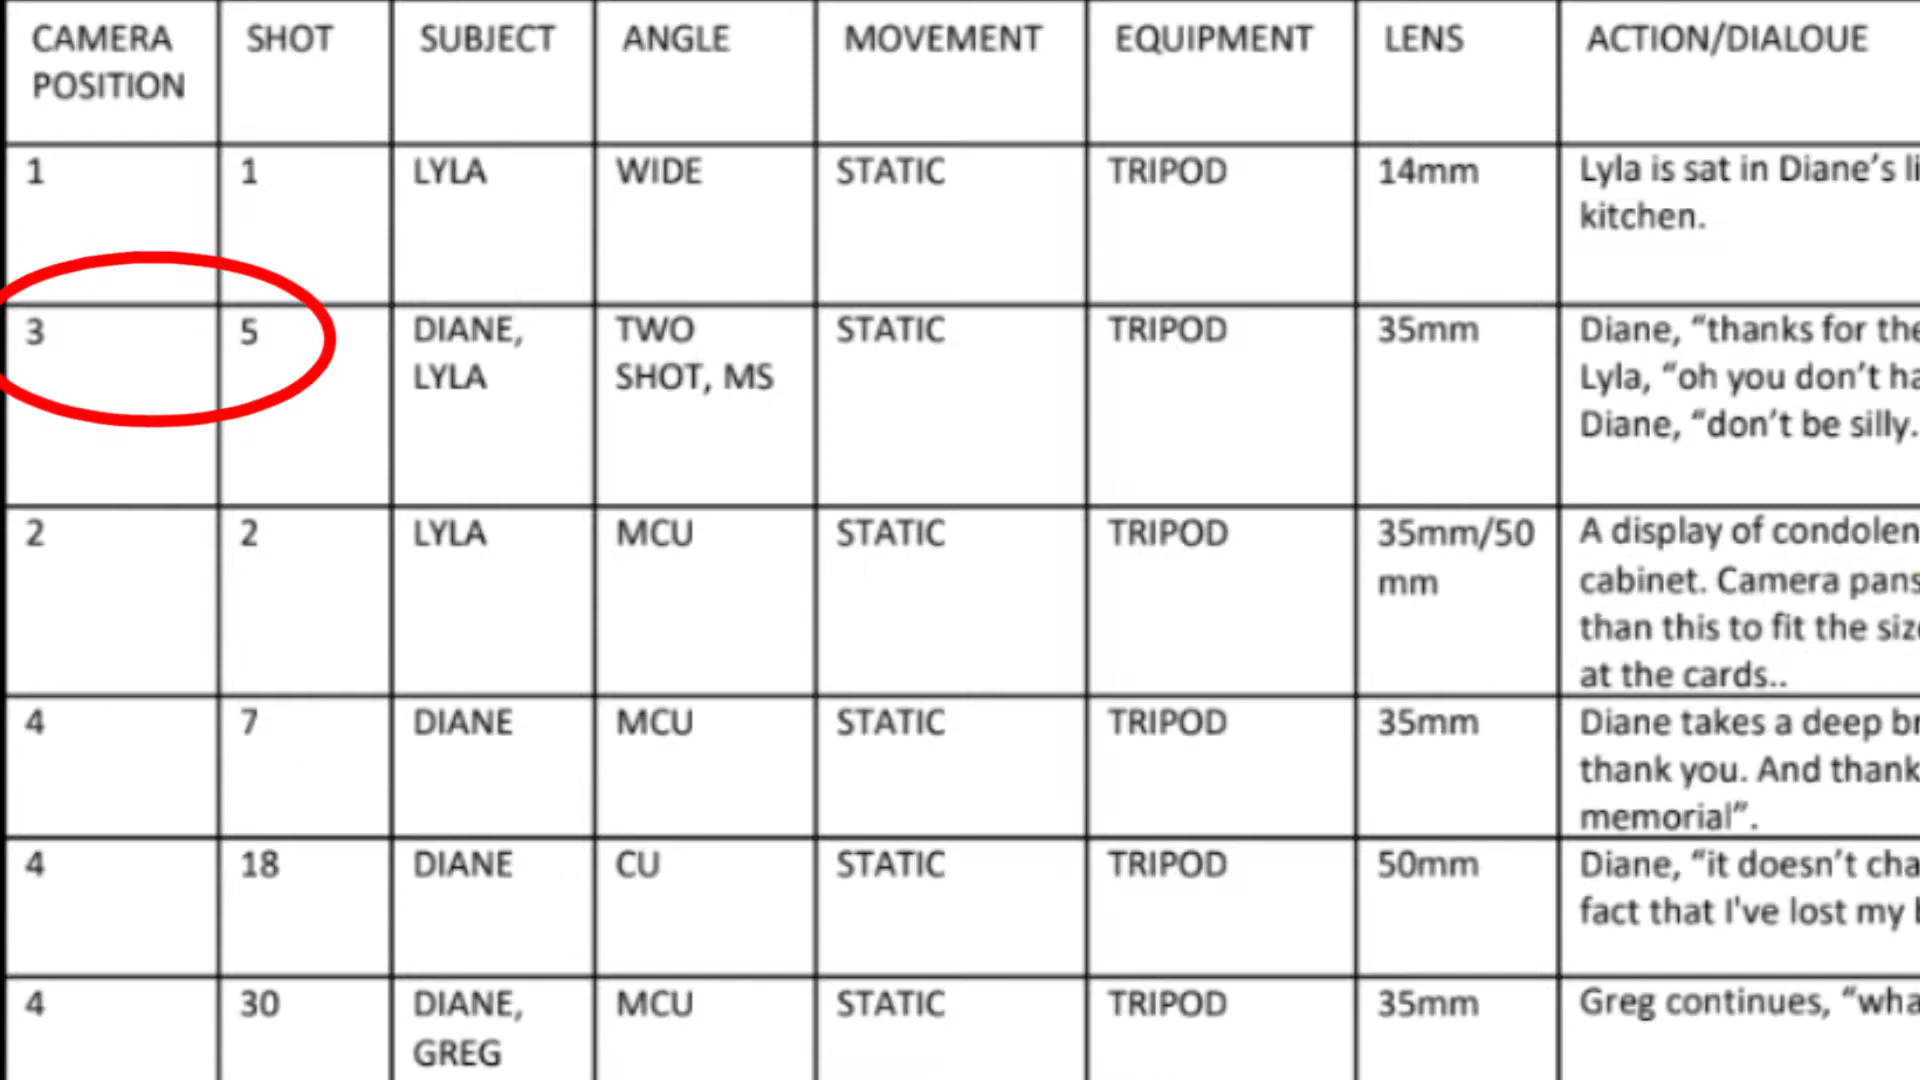 CAMERA POSITION SHOT SUBJECT ANGLE MOVEMENT EQUIPMENT LENS ACTION/DIALOUE
1 1 LYLA WIDE STATIC TRIPOD 14mm Lyla is sat in Diane’s
kitchen.
3 5 DIANE, TWO STATIC TRIPOD 35mm Diane, “thanks for the
LYLA SHOT, MS Lyla, “oh you don’t
Diane, “don’t be silly.
2 2 LYLA MCU STATIC TRIPOD 35mm/50 A display of
mm cabinet. Camera pans
than this to fit the
at the cards..
4 7 DIANE MCU STATIC TRIPOD 35mm Diane takes a deep
thank you. And thank
memorial”.
4 18 DIANE CU STATIC TRIPOD 50mm Diane, “it doesn’t
fact that I've lost my
4 30 DIANE, MCU STATIC TRIPOD 35mm Greg continues,
GREG